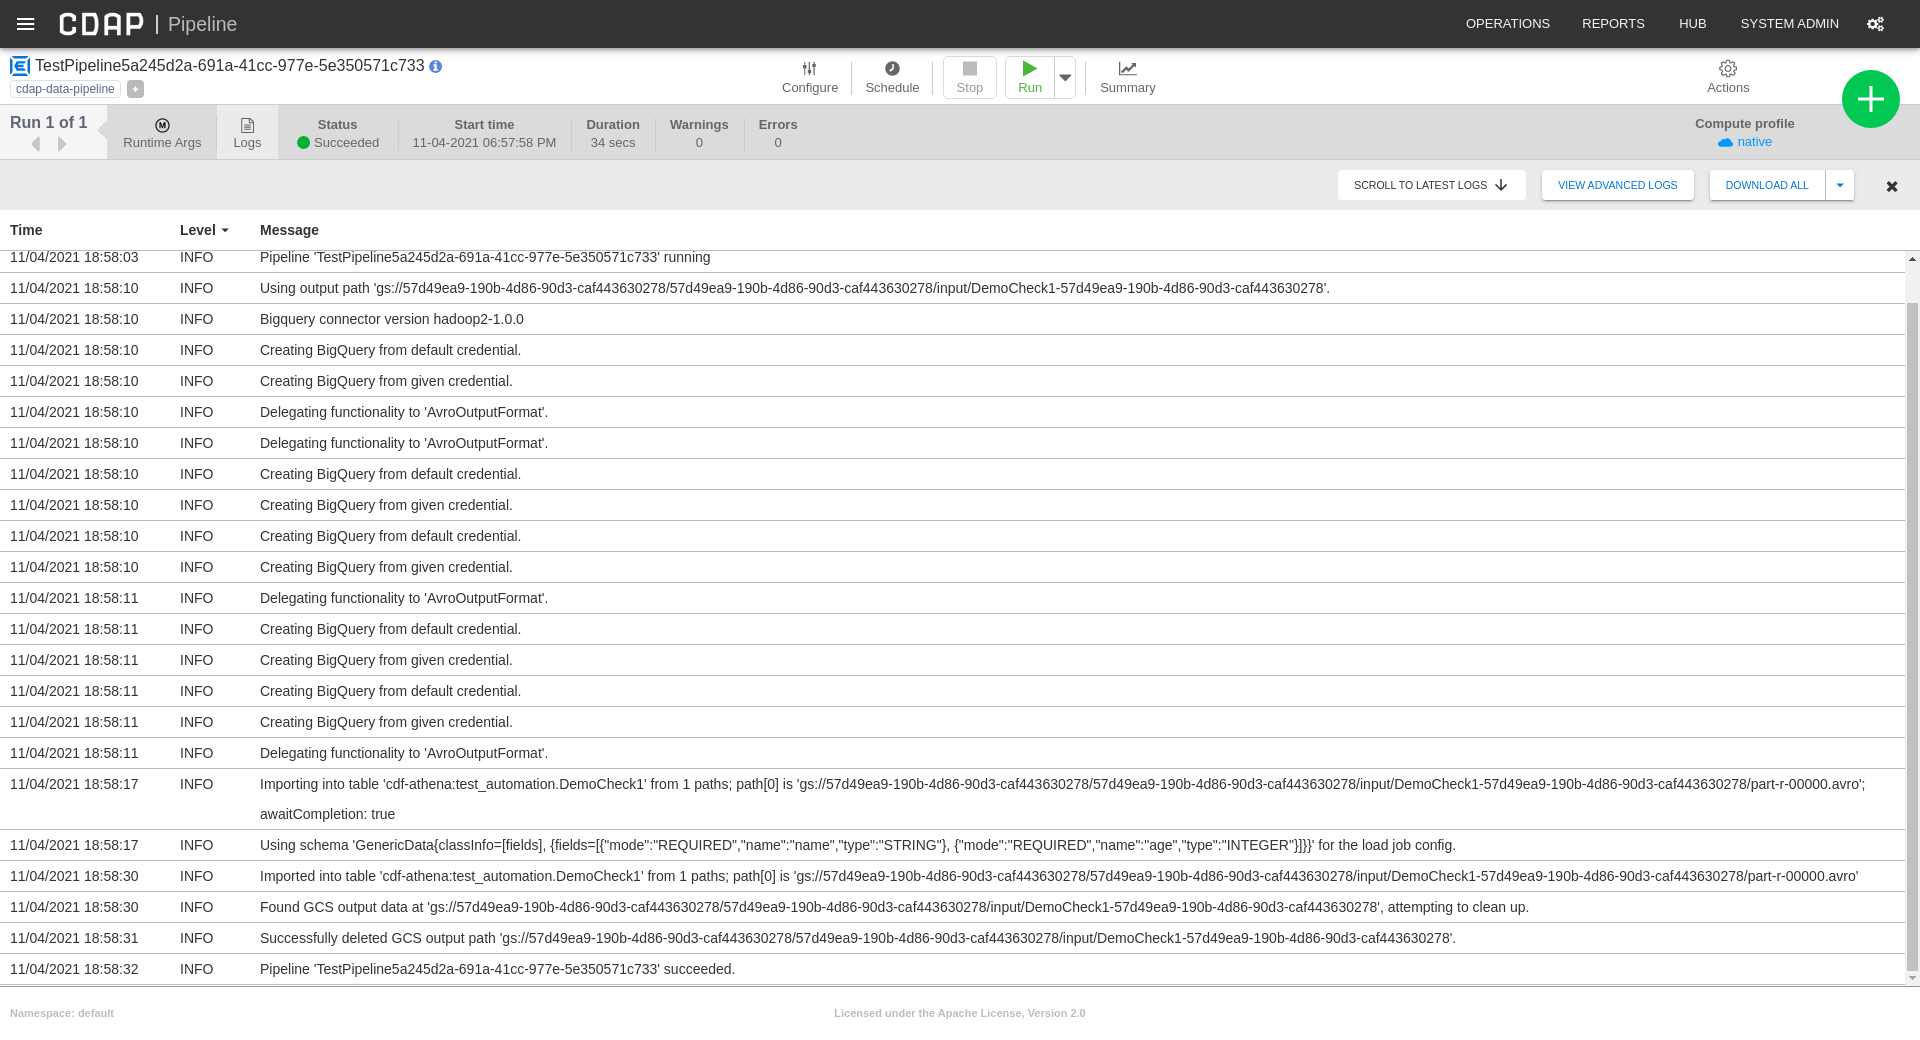 CDAP | Pipeline OPERATIONS REPORTS HUB SYSTEM ADMIN
TestPipeline5a245d2a-691a-41cc-977e-5e350571c733
cdap-data-pipeline +
Configure Schedule Stop Run Summary Actions
Run 1 of 1
Runtime Args Logs
Status Start time Duration Warnings Errors Compute profile
Succeeded 11-04-2021 06:57:58 PM 34 secs 0 0 native
SCROLL TO LATEST LOGS VIEW ADVANCED LOGS DOWNLOAD ALL
Time Level Message
11/04/2021 18:58:03 INFO Pipeline 'TestPipeline5a245d2a-691a-41cc-977e-5e350571c733' running
11/04/2021 18:58:10 INFO Using output path 'gs://57d49ea9-190b-4d86-90d3-caf443630278/57d49ea9-190b-4d86-90d3-caf443630278/input/DemoCheck1-57d49ea9-190b-4d86-90d3-caf443630278'.
11/04/2021 18:58:10 INFO Bigquery connector version hadoop2-1.0.0
11/04/2021 18:58:10 INFO Creating BigQuery from default credential.
11/04/2021 18:58:10 INFO Creating BigQuery from given credential.
11/04/2021 18:58:10 INFO Delegating functionality to 'AvroOutputFormat'.
11/04/2021 18:58:10 INFO Delegating functionality to 'AvroOutputFormat'.
11/04/2021 18:58:10 INFO Creating BigQuery from default credential.
11/04/2021 18:58:10 INFO Creating BigQuery from given credential.
11/04/2021 18:58:10 INFO Creating BigQuery from default credential.
11/04/2021 18:58:10 INFO Creating BigQuery from given credential.
11/04/2021 18:58:11 INFO Delegating functionality to 'AvroOutputFormat'.
11/04/2021 18:58:11 INFO Creating BigQuery from default credential.
11/04/2021 18:58:11 INFO Creating BigQuery from given credential.
11/04/2021 18:58:11 INFO Creating BigQuery from default credential.
11/04/2021 18:58:11 INFO Creating BigQuery from given credential.
11/04/2021 18:58:11 INFO Delegating functionality to 'AvroOutputFormat'.
11/04/2021 18:58:17 INFO Importing into table 'cdf-athena:test_automation.DemoCheck1' from 1 paths; path[0] is 'gs://57d49ea9-190b-4d86-90d3-caf443630278/57d49ea9-190b-4d86-90d3-caf443630278/input/DemoCheck1-57d49ea9-190b-4d86-90d3-caf443630278/part-r-00000.avro';
awaitCompletion: true
11/04/2021 18:58:17 INFO Using schema 'GenericData{classInfo=[fields], {fields=[{"mode":"REQUIRED","name":"name","type":"STRING"}, {"mode":"REQUIRED","name":"age","type":"INTEGER"}]}}' for the load job config.
11/04/2021 18:58:30 INFO Imported into table 'cdf-athena:test_automation.DemoCheck1' from 1 paths; path[0] is 'gs://57d49ea9-190b-4d86-90d3-caf443630278/57d49ea9-190b-4d86-90d3-caf443630278/input/DemoCheck1-57d49ea9-190b-4d86-90d3-caf443630278/part-r-00000.avro'
11/04/2021 18:58:30 INFO Found GCS output data at 'gs://57d49ea9-190b-4d86-90d3-caf443630278/57d49ea9-190b-4d86-90d3-caf443630278/input/DemoCheck1-57d49ea9-190b-4d86-90d3-caf443630278', attempting to clean up.
11/04/2021 18:58:31 INFO Successfully deleted GCS output path 'gs://57d49ea9-190b-4d86-90d3-caf443630278/57d49ea9-190b-4d86-90d3-caf443630278/input/DemoCheck1-57d49ea9-190b-4d86-90d3-caf443630278'.
11/04/2021 18:58:32 INFO Pipeline 'TestPipeline5a245d2a-691a-41cc-977e-5e350571c733' succeeded.
Namespace: default Licensed under the Apache License, Version 2.0